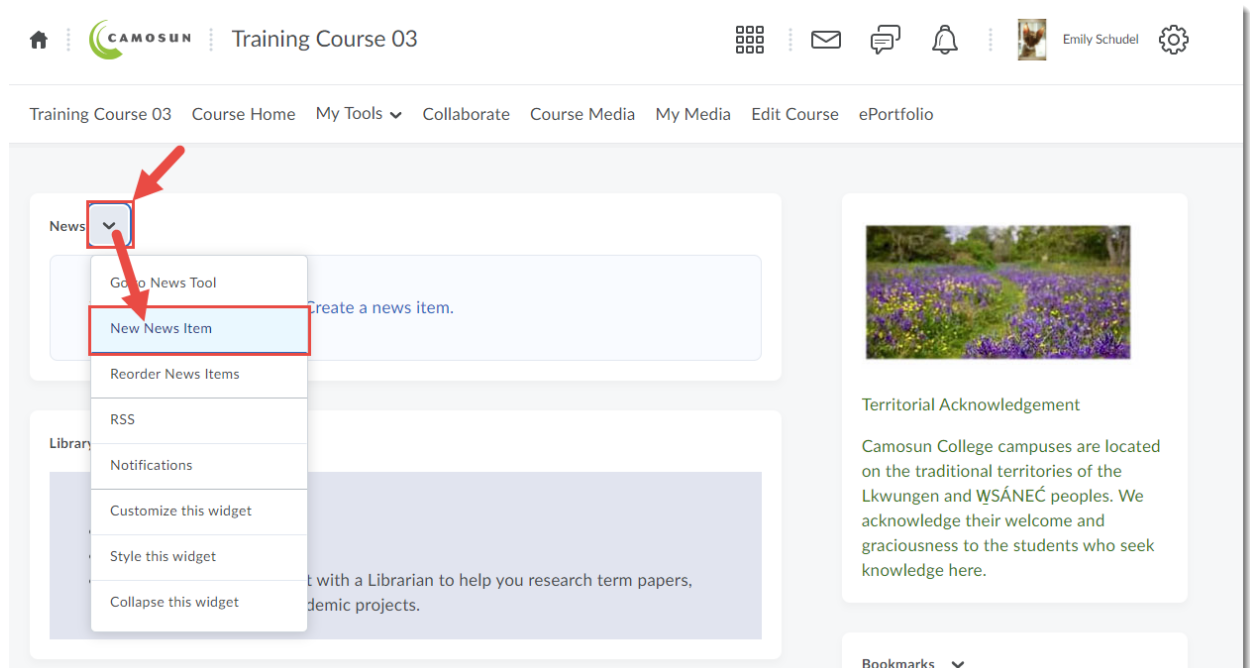 CAMOSUN
Training Course 03
Emily Schudel
Training Course 03 Course Home My Tools Collaborate Course Media My Media Edit Course ePortfolio
News
Go to News Tool
Create a news item.
New News Item
Reorder News Items
RSS
Library
Notifications
Customize this widget
Style this widget
with a Librarian to help you research term papers,
Collapse this widget
projects.
Territorial Acknowledgement
Camosun College campuses are located
on the traditional territories of the
Lkwungen and W̱SÁNEĆ peoples. We
acknowledge their welcome and
graciousness to the students who seek
knowledge here.
Bookmarks